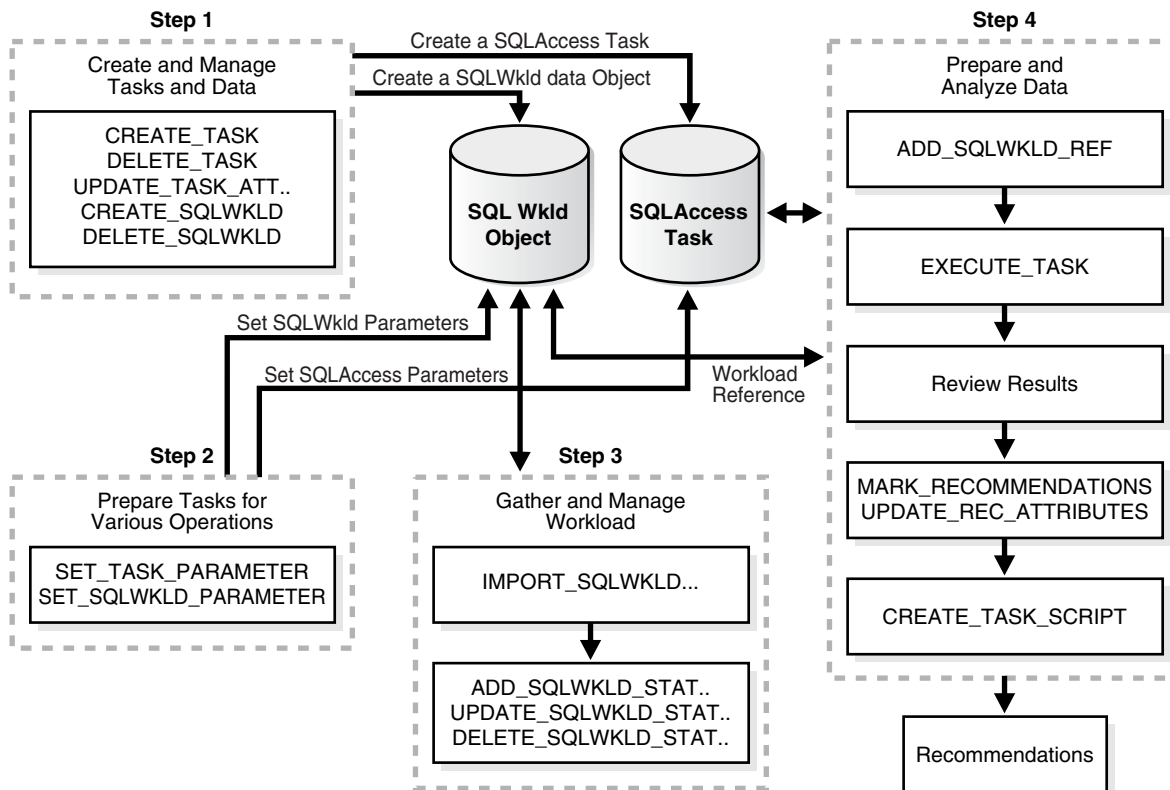 Step 1
Create and Manage
Tasks and Data
CREATE_TASK
DELETE_TASK
UPDATE_TASK_ATT..
CREATE_SQLWKLD
DELETE_SQLWKLD
Create a SQLAccess Task
Create a SQLWkld data Object
SQL Wkld
Object
SQLAccess
Task
Set SQLWkld Parameters
Set SQLAccess Parameters
Workload
Reference
Step 2
Prepare Tasks for
Various Operations
SET_TASK_PARAMETER
SET_SQLWKLD_PARAMETER
Step 3
Gather and Manage
Workload
IMPORT_SQLWKLD...
ADD_SQLWKLD_STAT..
UPDATE_SQLWKLD_STAT..
DELETE_SQLWKLD_STAT..
Step 4
Prepare and
Analyze Data
ADD_SQLWKLD_REF
EXECUTE_TASK
Review Results
MARK_RECOMMENDATIONS
UPDATE_REC_ATTRIBUTES
CREATE_TASK_SCRIPT
Recommendations